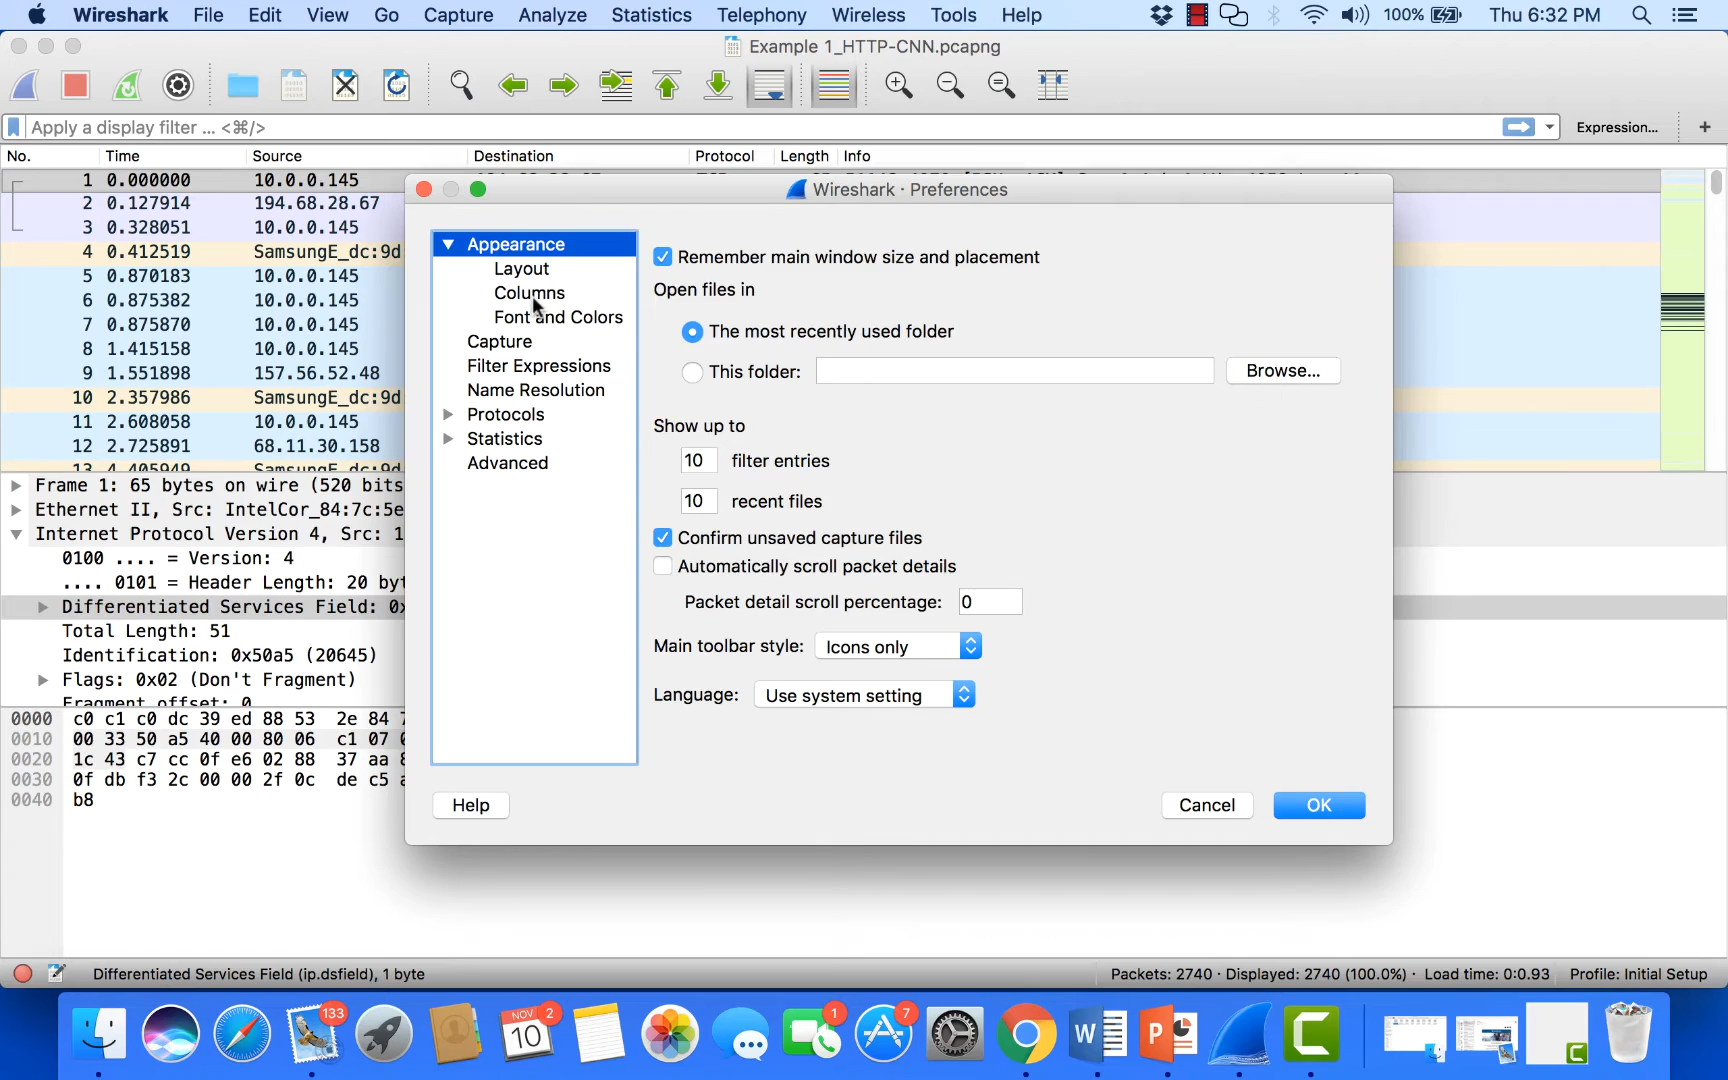 Wireshark File Edit View Go Capture Analyze Statistics Telephony Wireless Tools Help 100% Thu 6:32 PM
Example 1_HTTP-CNN.pcapng
Apply a display filter ... <⌘/> Expression... +
No. Time Source Destination Protocol Length Info
1 0.000000 10.0.0.145
2 0.127914 194.68.28.67
3 0.328051 10.0.0.145
4 0.412519 SamsungE_dc:9d
5 0.870183 10.0.0.145
6 0.875382 10.0.0.145
7 0.875870 10.0.0.145
8 1.415158 10.0.0.145
9 1.551898 157.56.52.48
10 2.357986 SamsungE_dc:9d
11 2.608058 10.0.0.145
12 2.725891 68.11.30.158
13 4.405949 SamsungE_dc:9d
Wireshark · Preferences
Appearance
Layout
Columns
Font and Colors
Capture
Filter Expressions
Name Resolution
Protocols
Statistics
Advanced
Remember main window size and placement
Open files in
The most recently used folder
This folder: Browse...
Show up to
10 filter entries
10 recent files
Confirm unsaved capture files
Automatically scroll packet details
Packet detail scroll percentage: 0
Main toolbar style: Icons only
Language: Use system setting
Help Cancel OK
Frame 1: 65 bytes on wire (520 bits
Ethernet II, Src: IntelCor_84:7c:5e
Internet Protocol Version 4, Src: 1
0100 .... = Version: 4
.... 0101 = Header Length: 20 byt
Differentiated Services Field: 0x
Total Length: 51
Identification: 0x50a5 (20645)
Flags: 0x02 (Don't Fragment)
Fragment offset: 0
0000 c0 c1 c0 dc 39 ed 88 53 2e 84 7
0010 00 33 50 a5 40 00 80 06 c1 07 0
0020 1c 43 c7 cc 0f e6 02 88 37 aa 8
0030 0f db f3 2c 00 00 2f 0c de c5 a
0040 b8
Differentiated Services Field (ip.dsfield), 1 byte Packets: 2740 · Displayed: 2740 (100.0%) · Load time: 0:0.93 Profile: Initial Setup
133 NOV 10 2 1 7 W P C